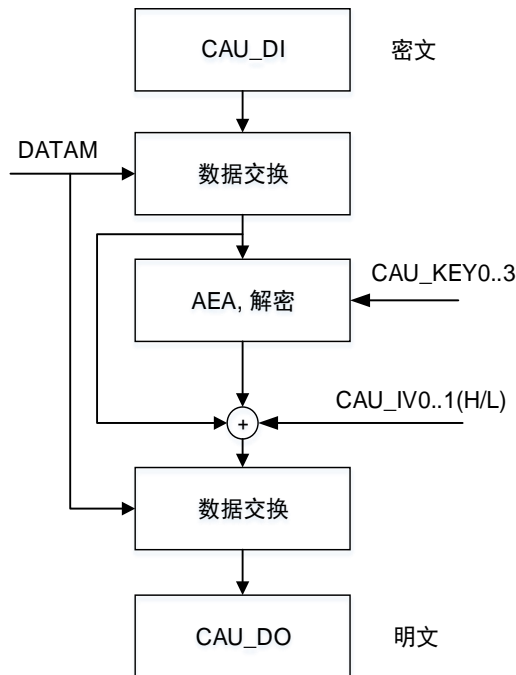 CAU_DI
密文
DATAM
数据交换
CAU_KEY0..3
AEA, 解密
CAU_IV0..1(H/L)
+
数据交换
CAU_DO
明文